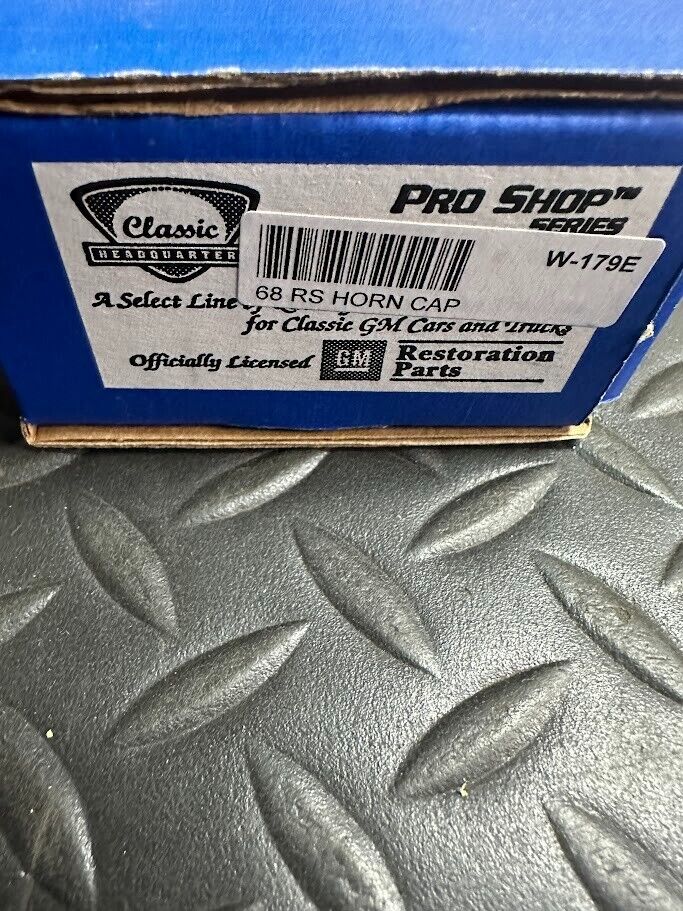 Classic
HEADQUARTER
PRO SHOP™
SERIES
W-179E
68 RS HORN CAP
A Select Line
for Classic GM Cars and Trucks
Officially Licensed
GM
Restoration
Parts